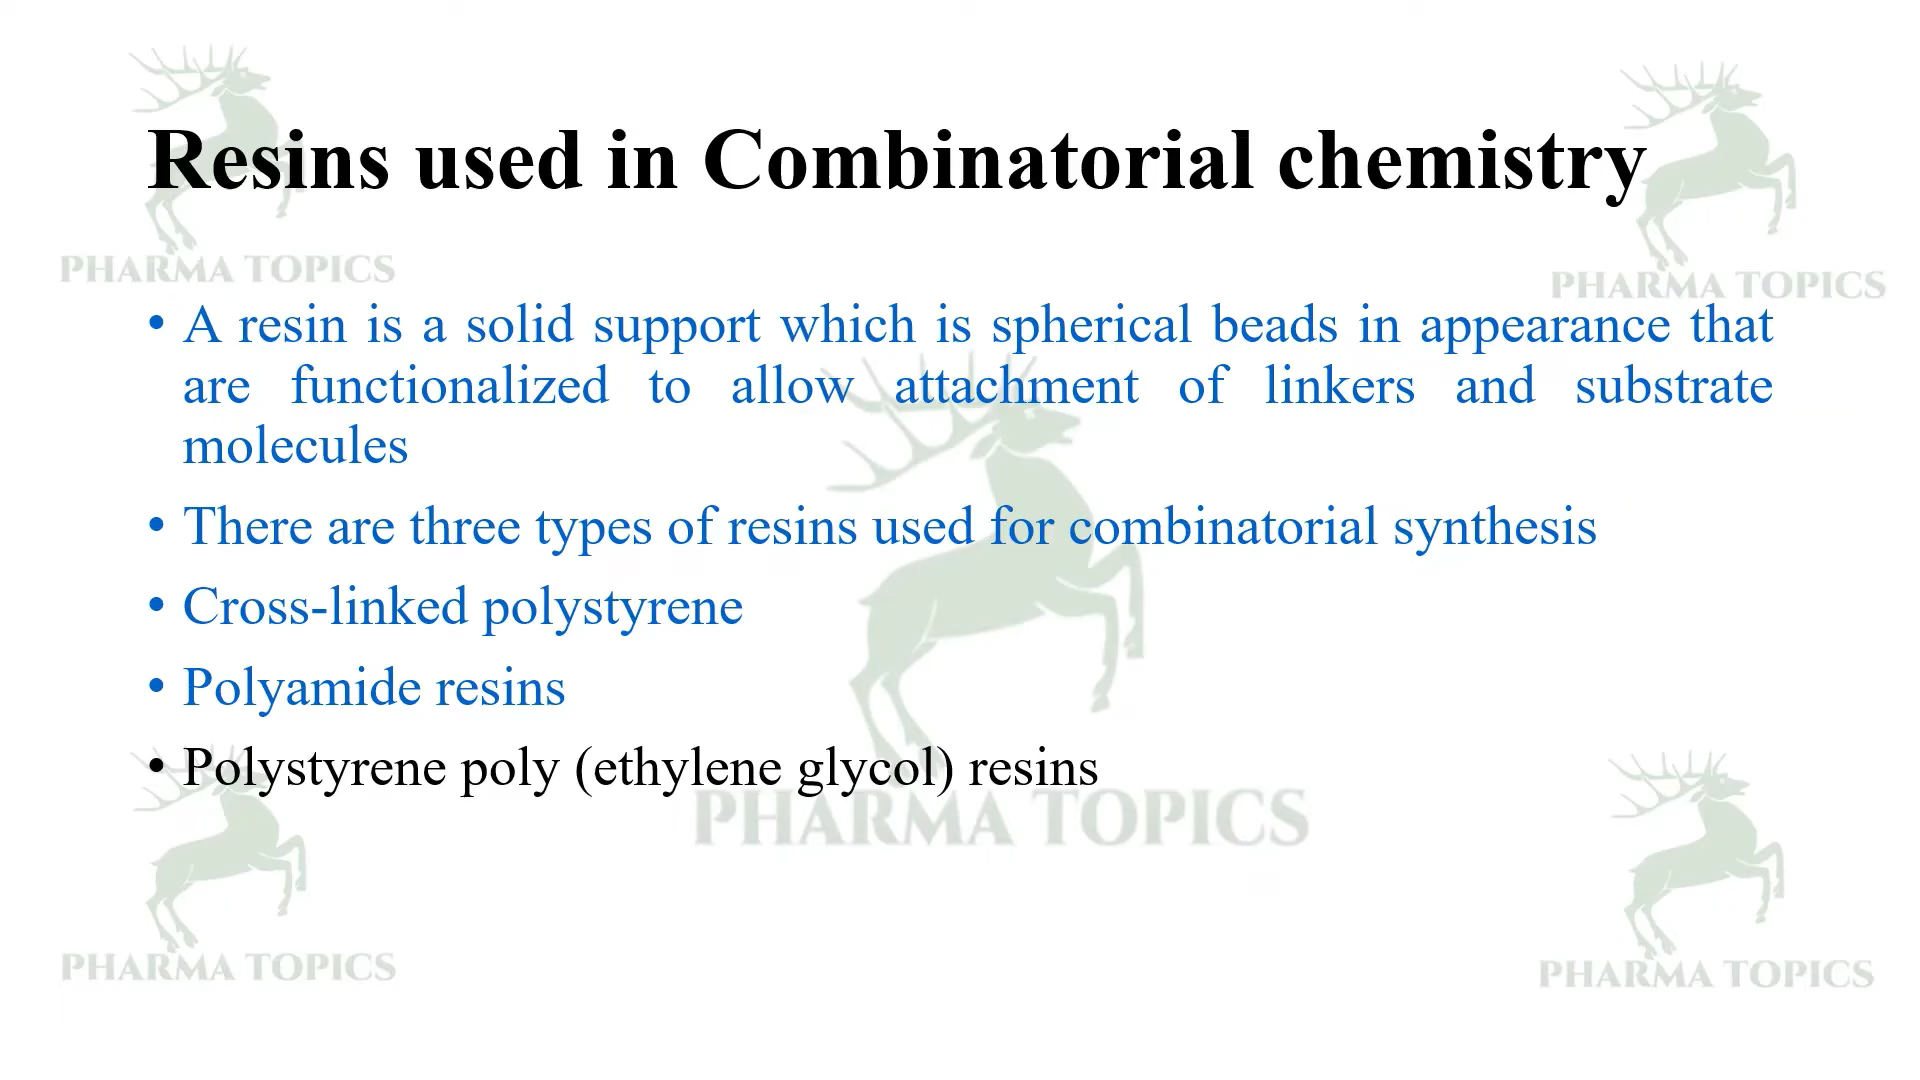 Resins used in Combinatorial chemistry
PHARMA TOPICS
PHARMA TOPICS
• A resin is a solid support which is spherical beads in appearance that
are functionalized to allow attachment of linkers and substrate
molecules
• There are three types of resins used for combinatorial synthesis
• Cross-linked polystyrene
• Polyamide resins
• Polystyrene poly (ethylene glycol) resins
PHARMA TOPICS
PHARMA TOPICS
PHARMA TOPICS